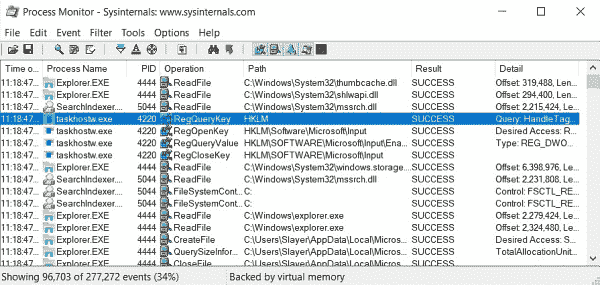 Process Monitor - Sysinternals: www.sysinternals.com
File Edit Event Filter Tools Options Help
Time o... Process Name PID Operation Path Result Detail
11:18:47... Explorer.EXE 4444 ReadFile C:\Windows\System32\thumbcache.dll SUCCESS Offset: 319,488, Len...
11:18:47... Explorer.EXE 4444 ReadFile C:\Windows\System32\shlwapi.dll SUCCESS Offset: 294,400, Len...
11:18:47... SearchIndexer.... 5044 ReadFile C:\Windows\System32\mssrch.dll SUCCESS Offset: 2,215,424, L...
11:18:47... taskhostw.exe 4220 RegQueryKey HKLM SUCCESS Query: HandleTag...
11:18:47... taskhostw.exe 4220 RegOpenKey HKLM\Software\Microsoft\Input SUCCESS Desired Access: R...
11:18:47... taskhostw.exe 4220 RegQueryValue HKLM\SOFTWARE\Microsoft\Input\Ena... SUCCESS Type: REG_DWO...
11:18:47... taskhostw.exe 4220 RegCloseKey HKLM\SOFTWARE\Microsoft\Input SUCCESS
11:18:47... Explorer.EXE 4444 ReadFile C:\Windows\System32\windows.storage... SUCCESS Offset: 6,398,976, L...
11:18:47... SearchIndexer.... 5044 ReadFile C:\Windows\System32\mssrch.dll SUCCESS Offset: 2,231,808, L...
11:18:47... SearchIndexer.... 5044 FileSystemCont... C: SUCCESS Control: FSCTL_RE...
11:18:47... SearchIndexer.... 5044 FileSystemCont... C: SUCCESS Control: FSCTL_RE...
11:18:47... Explorer.EXE 4444 ReadFile C:\Windows\explorer.exe SUCCESS Offset: 2,279,424, L...
11:18:47... Explorer.EXE 4444 ReadFile C:\Windows\explorer.exe SUCCESS Offset: 2,324,480, L...
11:18:47... Explorer.EXE 4444 CreateFile C:\Users\Slayer\AppData\Local\Micros... SUCCESS Desired Access: R...
11:18:47... Explorer.EXE 4444 QuerySizeInfor... C:\Users\Slayer\AppData\Local\Micros... SUCCESS TotalAllocationUnit...
11:18:47... Explorer.EXE 4444 CloseFile C:\Users\Slayer\AppData\Local\Micros... SUCCESS
Showing 96,703 of 277,272 events (34%) Backed by virtual memory